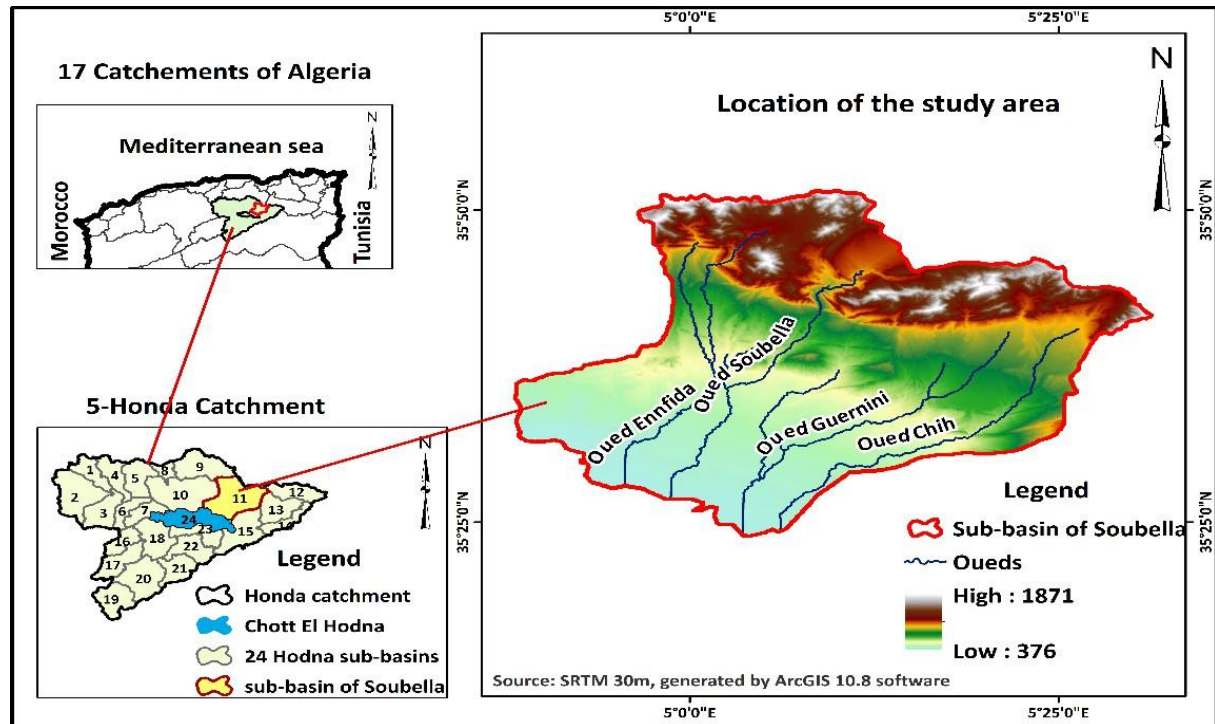 17 Catchements of Algeria
N
Mediterranean sea
Morocco
Tunisia
5-Honda Catchment
N
1
2
3
4
5
6
7
8
9
10
11
12
13
14
15
16
17
18
19
20
21
22
23
24
Legend
Honda catchment
Chott El Hodna
24 Hodna sub-basins
sub-basin of Soubella
5°0'0"E
5°25'0"E
Location of the study area
N
35°50'0"N
35°50'0"N
35°25'0"N
35°25'0"N
Oued Ennfida
Oued Soubella
Oued Guernini
Oued Chih
Legend
Sub-basin of Soubella
Oueds
High : 1871
Low : 376
Source: SRTM 30m, generated by ArcGIS 10.8 software
5°0'0"E
5°25'0"E